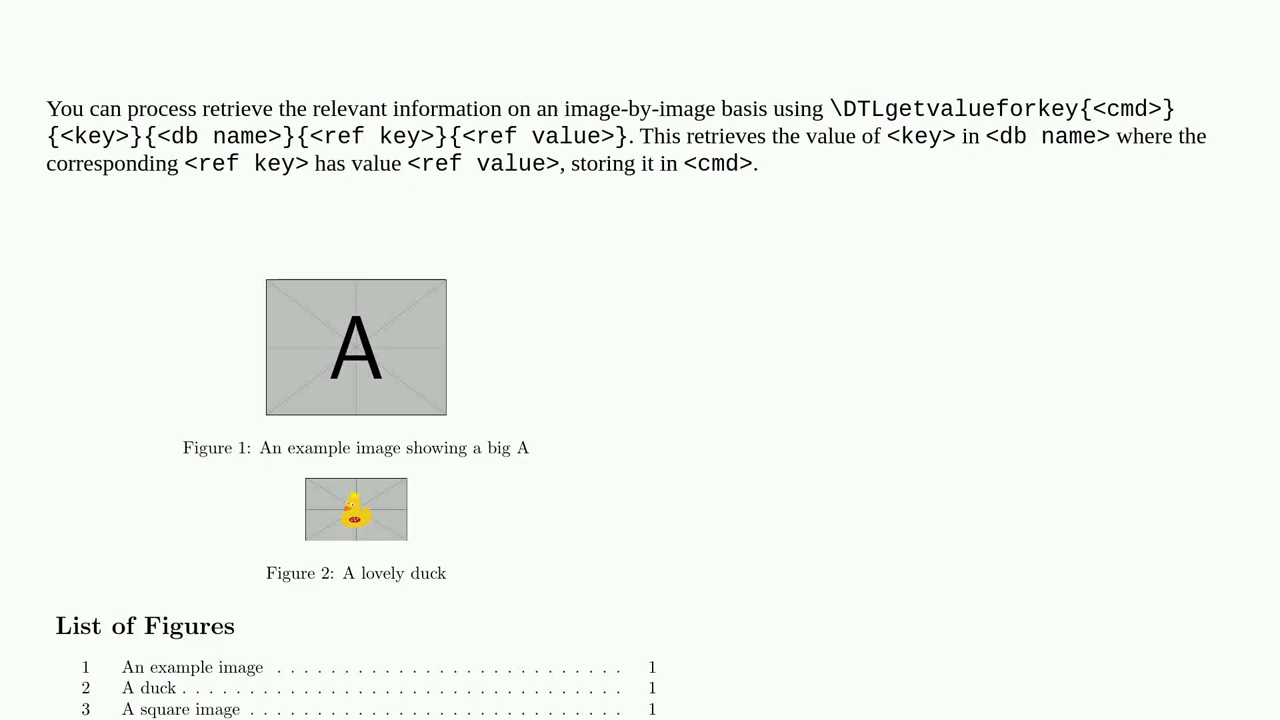 You can process retrieve the relevant information on an image-by-image basis using \DTLgetvalueforkey{<cmd>}
{<key>}{<db name>}{<ref key>}{<ref value>}. This retrieves the value of <key> in <db name> where the
corresponding <ref key> has value <ref value>, storing it in <cmd>.
A
Figure 1: An example image showing a big A
Figure 2: A lovely duck
List of Figures
1 An example image . . . . . . . . . . . . . . . . . . . . . . . . . . 1
2 A duck . . . . . . . . . . . . . . . . . . . . . . . . . . . . . . . . . 1
3 A square image . . . . . . . . . . . . . . . . . . . . . . . . . . . . 1